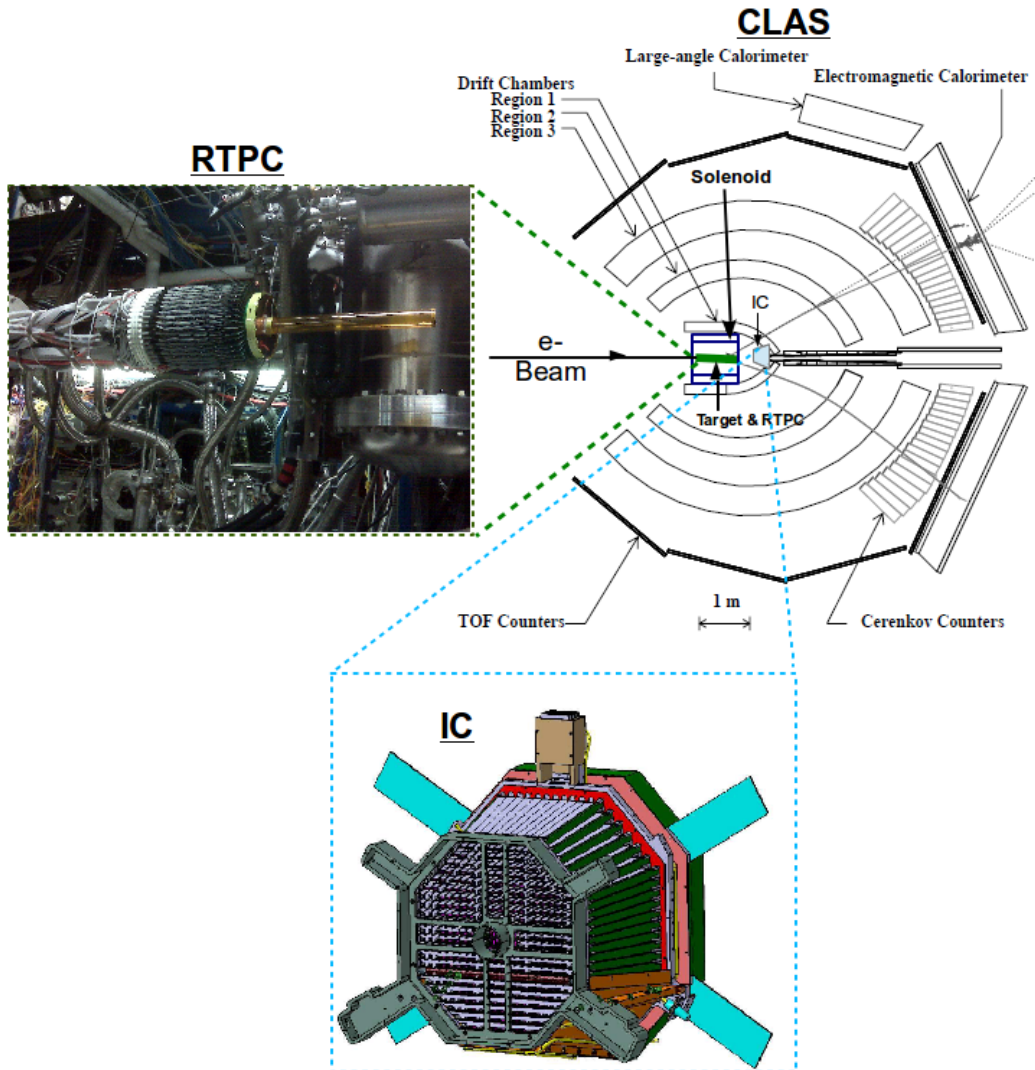 CLAS
Large-angle Calorimeter
Electromagnetic Calorimeter
Drift Chambers
Region 1
Region 2
Region 3
RTPC
Solenoid
IC
e-
Beam
Target & RTPC
1 m
TOF Counters
Cerenkov Counters
IC